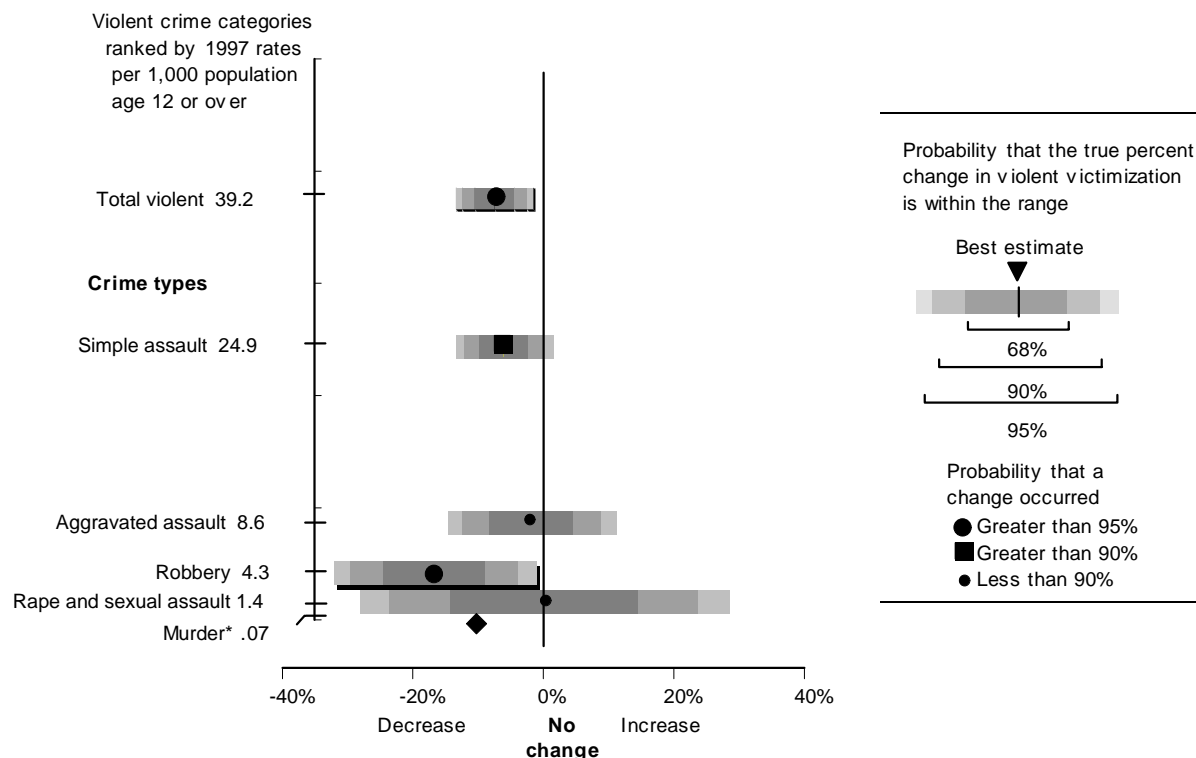 Violent crime categories
ranked by 1997 rates
per 1,000 population
age 12 or over
Total violent 39.2
Crime types
Simple assault 24.9
Aggravated assault 8.6
Robbery 4.3
Rape and sexual assault 1.4
Murder* .07
-40%
-20%
0%
20%
40%
Decrease
No
change
Increase
Probability that the true percent
change in violent victimization
is within the range
Best estimate
68%
90%
95%
Probability that a
change occurred
Greater than 95%
Greater than 90%
Less than 90%